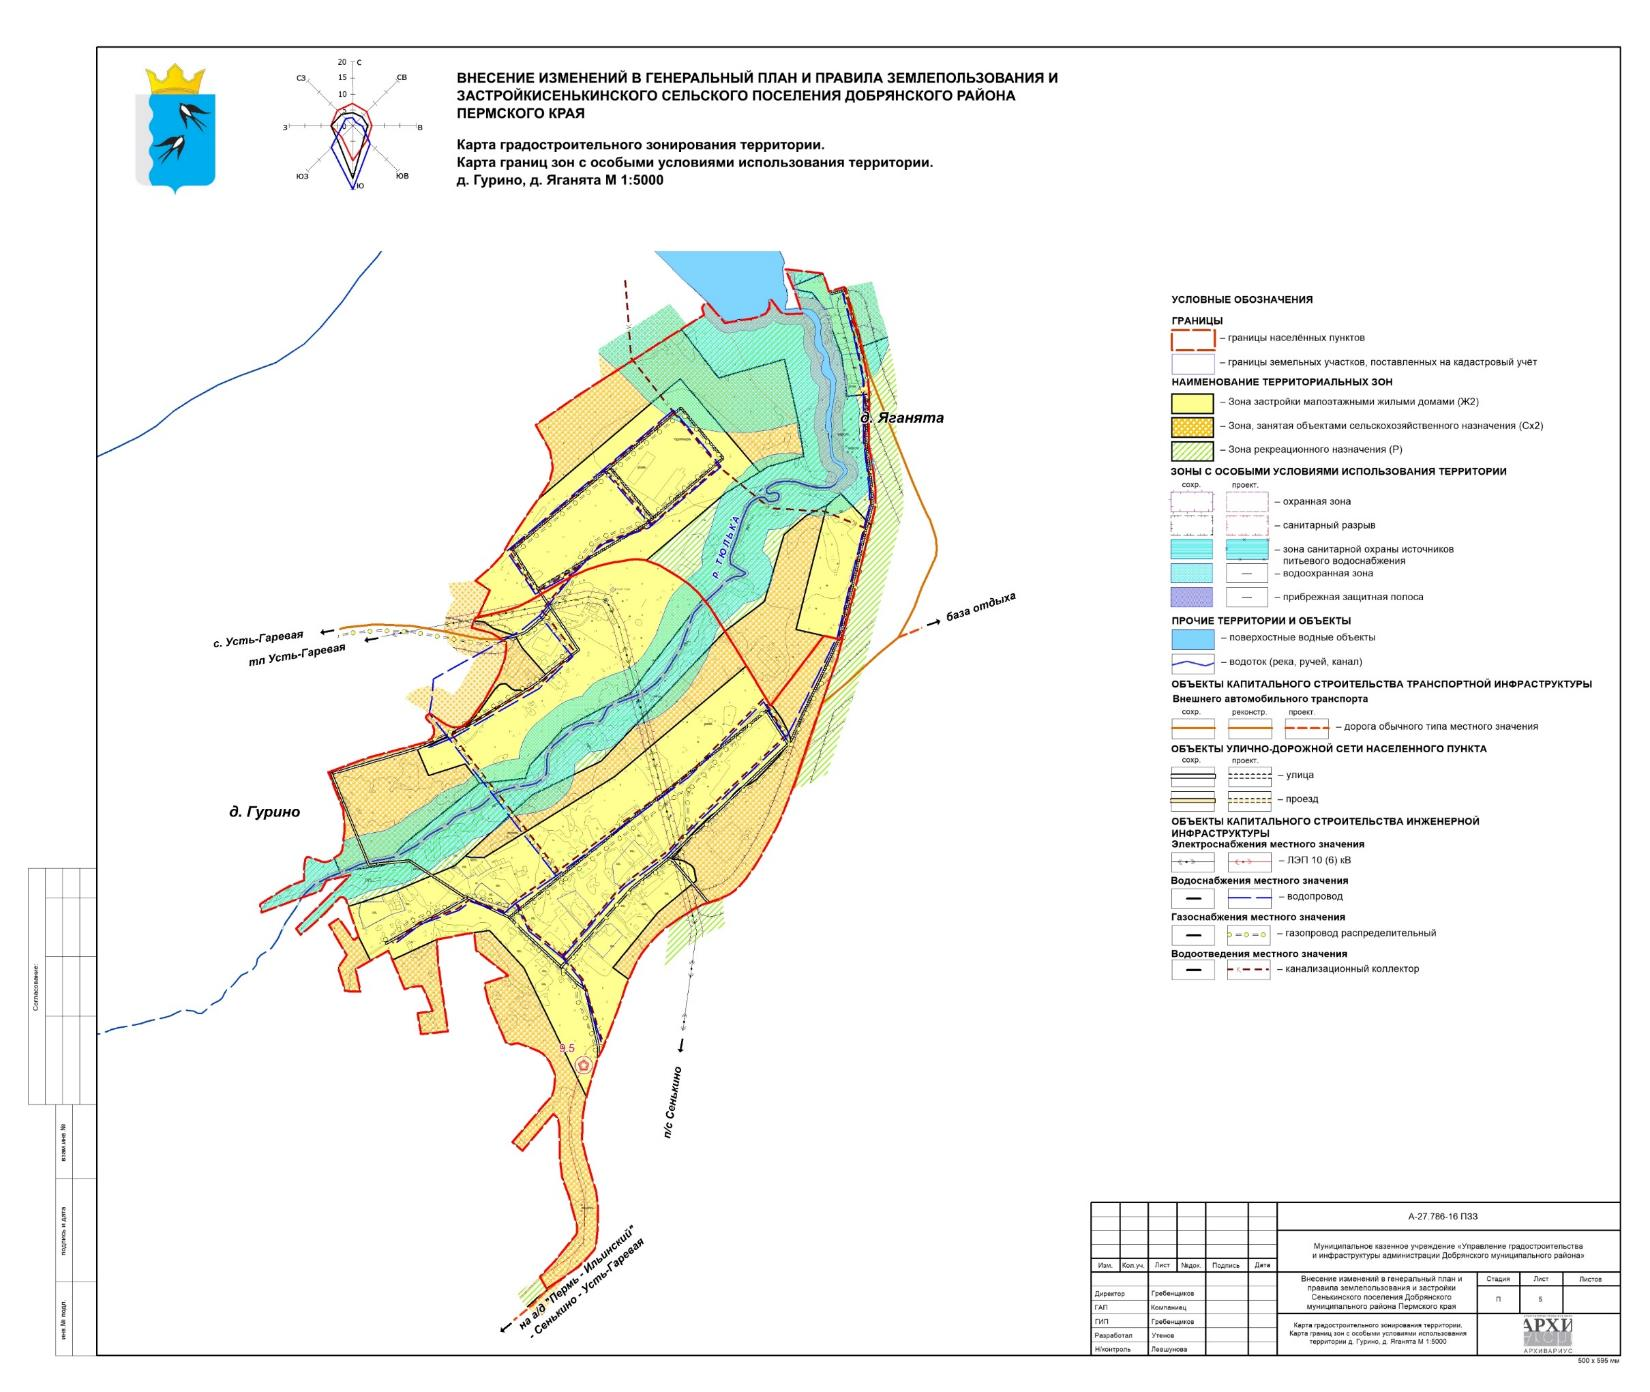 ВНЕСЕНИЕ ИЗМЕНЕНИЙ В ГЕНЕРАЛЬНЫЙ ПЛАН И ПРАВИЛА ЗЕМЛЕПОЛЬЗОВАНИЯ И
ЗАСТРОЙКИСЕНЬКИНСКОГО СЕЛЬСКОГО ПОСЕЛЕНИЯ ДОБРЯНСКОГО РАЙОНА
ПЕРМСКОГО КРАЯ
Карта градостроительного зонирования территории.
Карта границ зон с особыми условиями использования территории.
д. Гурино, д. Яганята М 1:5000
20
15
10
С
СВ
В
ЮВ
Ю
ЮЗ
З
СЗ
д. Яганята
р. ТЮЛЬКА
база отдыха
с. Усть-Гаревая
тп Усть-Гаревая
д. Гурино
9.5
п/с Сенькино
на а/д "Пермь - Ильинский"
- Сенькино - Усть-Гаревая
УСЛОВНЫЕ ОБОЗНАЧЕНИЯ
ГРАНИЦЫ
– границы населённых пунктов
– границы земельных участков, поставленных на кадастровый учёт
НАИМЕНОВАНИЕ ТЕРРИТОРИАЛЬНЫХ ЗОН
– Зона застройки малоэтажными жилыми домами (Ж2)
– Зона, занятая объектами сельскохозяйственного назначения (Сх2)
– Зона рекреационного назначения (Р)
ЗОНЫ С ОСОБЫМИ УСЛОВИЯМИ ИСПОЛЬЗОВАНИЯ ТЕРРИТОРИИ
сохр. проект.
– охранная зона
– санитарный разрыв
– зона санитарной охраны источников
питьевого водоснабжения
– водоохранная зона
– прибрежная защитная полоса
ПРОЧИЕ ТЕРРИТОРИИ И ОБЪЕКТЫ
– поверхостные водные объекты
– водоток (река, ручей, канал)
ОБЪЕКТЫ КАПИТАЛЬНОГО СТРОИТЕЛЬСТВА ТРАНСПОРТНОЙ ИНФРАСТРУКТУРЫ
Внешнего автомобильного транспорта
сохр. реконстр. проект.
– дорога обычного типа местного значения
ОБЪЕКТЫ УЛИЧНО-ДОРОЖНОЙ СЕТИ НАСЕЛЕННОГО ПУНКТА
сохр. проект.
– улица
– проезд
ОБЪЕКТЫ КАПИТАЛЬНОГО СТРОИТЕЛЬСТВА ИНЖЕНЕРНОЙ
ИНФРАСТРУКТУРЫ
Электроснабжения местного значения
– ЛЭП 10 (6) кВ
Водоснабжения местного значения
– водопровод
Газоснабжения местного значения
– газопровод распределительный
Водоотведения местного значения
– канализационный коллектор
Согласование:
взам.инв №
подпись и дата
инв.№ подл.
А-27.786-16 ПЗЗ
Муниципальное казенное учреждение «Управление градостроительства
и инфраструктуры администрации Добрянского муниципального района»
Изм. Кол.уч. Лист №док. Подпись Дата
Внесение изменений в генеральный план и
правила землепользования и застройки
Сенькинского поселения Добрянского
муниципального района Пермского края
Стадия Лист Листов
П 5
Директор Гребенщиков
ГАП Компаниец
ГИП Гребенщиков
Разработал Утенов
Н/контроль Левшунова
Карта градостроительного зонирования территории.
Карта границ зон с особыми условиями использования
территории д. Гурино, д. Яганята М 1:5000
АРХИ
АРХИВАРИУС
500 х 595 мм